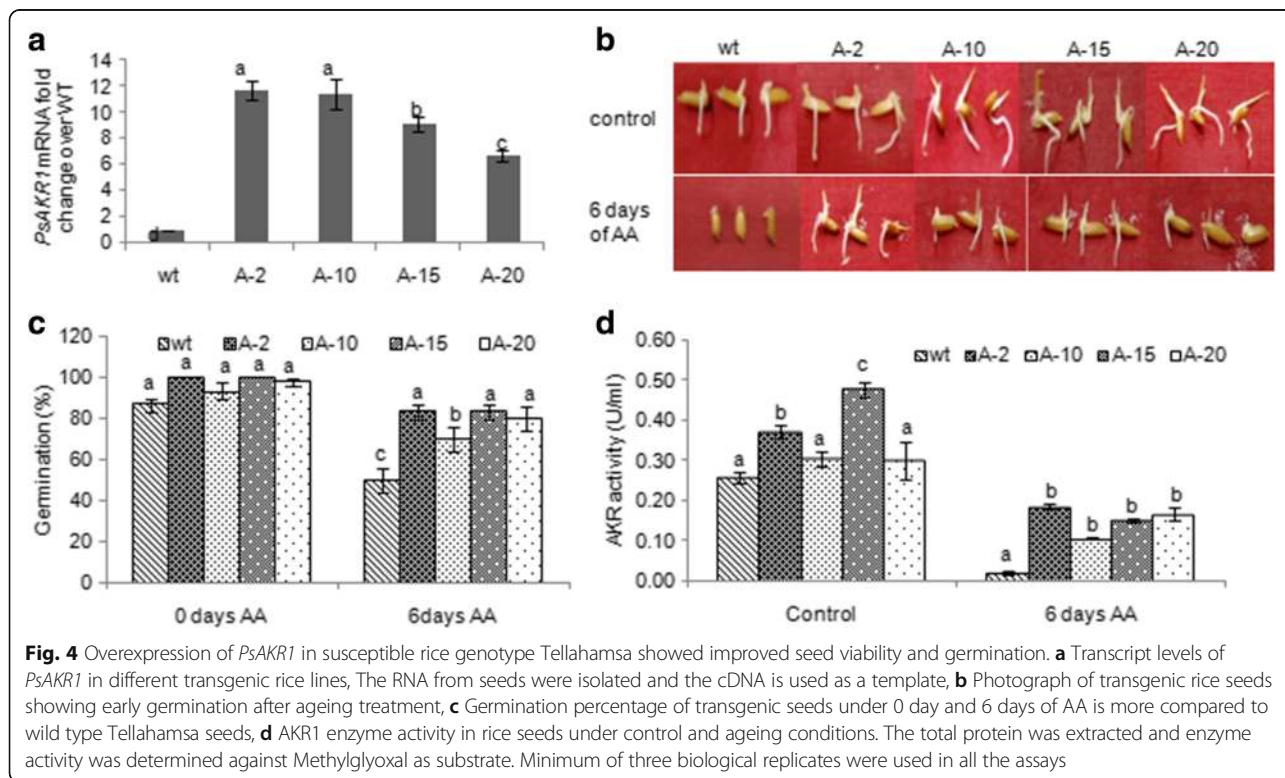 a
PsAKR1 mRNA fold
change over WT
14
12
10
8
6
4
2
0
a
a
b
c
d
wt
A-2
A-10
A-15
A-20
b
wt
A-2
A-10
A-15
A-20
control
6 days
of AA
c
Germination (%)
120
100
80
60
40
20
0
wt
A-2
A-10
A-15
A-20
a
a
a
a
a
c
a
b
a
a
0 days AA
6days AA
d
AKR activity (U/ml)
0.60
0.50
0.40
0.30
0.20
0.10
0.00
wt
A-2
A-10
A-15
A-20
a
b
a
c
a
a
b
b
b
b
Control
6 days AA
Fig. 4 Overexpression of PsAKR1 in susceptible rice genotype Tellahamsa showed improved seed viability and germination. a Transcript levels of
PsAKR1 in different transgenic rice lines, The RNA from seeds were isolated and the cDNA is used as a template, b Photograph of transgenic rice seeds
showing early germination after ageing treatment, c Germination percentage of transgenic seeds under 0 day and 6 days of AA is more compared to
wild type Tellahamsa seeds, d AKR1 enzyme activity in rice seeds under control and ageing conditions. The total protein was extracted and enzyme
activity was determined against Methylglyoxal as substrate. Minimum of three biological replicates were used in all the assays